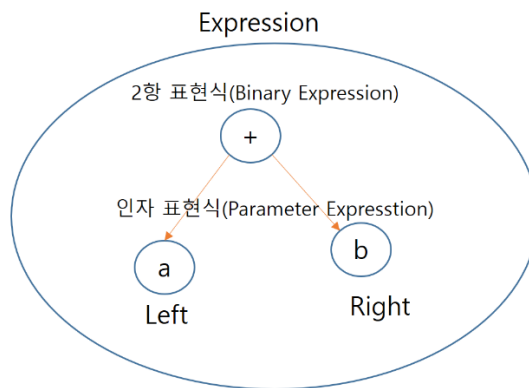 Expression
2항 표현식(Binary Expression)
+
인자 표현식(Parameter Expresstion)
a
b
Left
Right